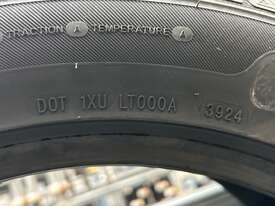 TRACTION A TEMPERATURE A
DOT 1XU LT000A 3924